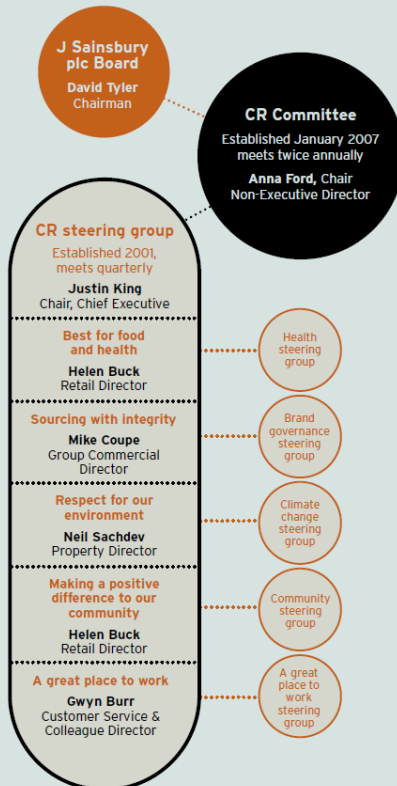 J Sainsbury
plc Board
David Tyler
Chairman
CR Committee
Established January 2007
meets twice annually
Anna Ford, Chair
Non-Executive Director
CR steering group
Established 2001,
meets quarterly
Justin King
Chair, Chief Executive
Best for food
and health
Helen Buck
Retail Director
Health
steering
group
Sourcing with integrity
Mike Coupe
Group Commercial
Director
Brand
governance
steering
group
Respect for our
environment
Neil Sachdev
Property Director
Climate
change
steering
group
Making a positive
difference to our
community
Helen Buck
Retail Director
Community
steering
group
A great place to work
Gwyn Burr
Customer Service &
Colleague Director
A great
place to
work
steering
group